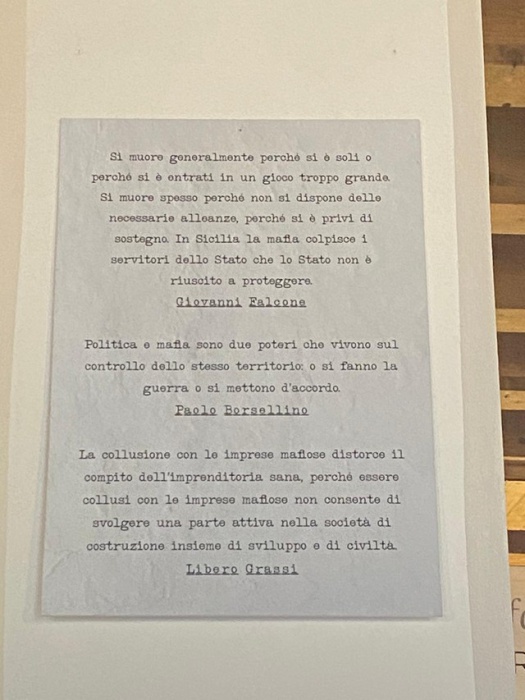 Si muore generalmente perché si è soli o
perché si è entrati in un gioco troppo grande.
Si muore spesso perché non si dispone delle
necessarie alleanze, perché si è privi di
sostegno. In Sicilia la mafia colpisce i
servitori dello Stato che lo Stato non è
riuscito a proteggere.
Giovanni Falcone
Politica e mafia sono due poteri che vivono sul
controllo dello stesso territorio: o si fanno la
guerra o si mettono d'accordo.
Paolo Borsellino
La collusione con le imprese mafiose distorce il
compito dell'imprenditoria sana, perché essere
collusi con le imprese mafiose non consente di
svolgere una parte attiva nella società di
costruzione insieme di sviluppo e di civiltà.
Libero Grassi